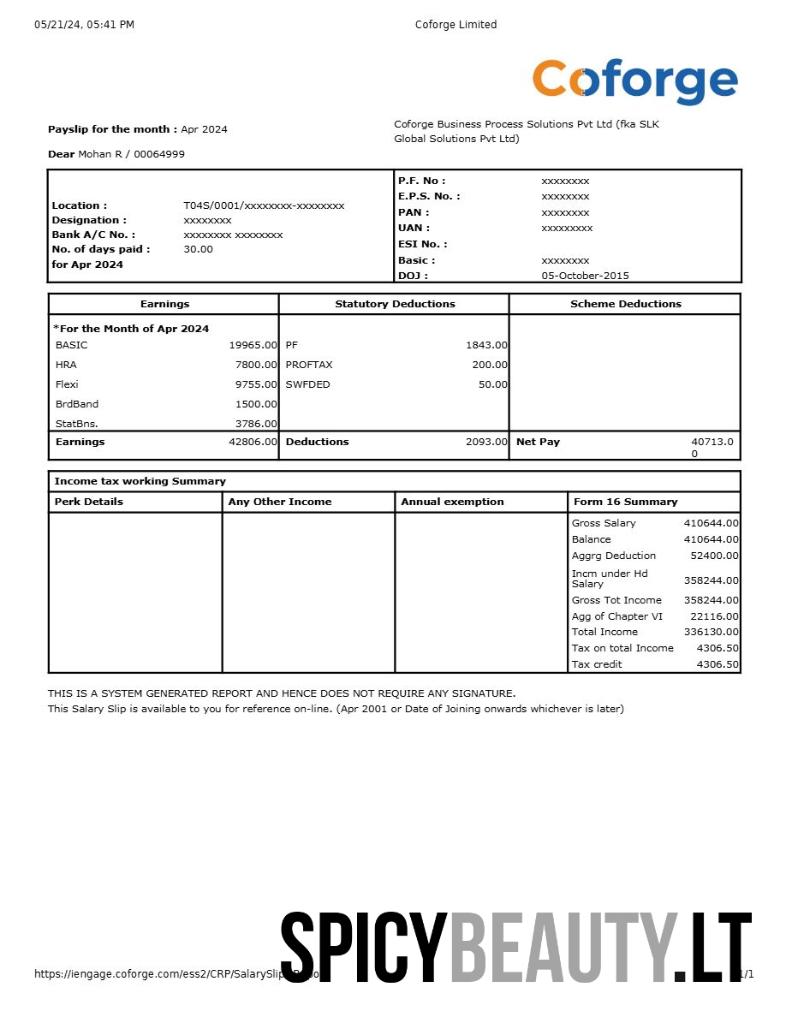 05/21/24, 05:41 PM Coforge Limited
Coforge
Payslip for the month : Apr 2024
Coforge Business Process Solutions Pvt Ltd (fka SLK
Global Solutions Pvt Ltd)
Dear Mohan R / 00064999
Location : T04S/0001/xxxxxxxx-xxxxxxxx
Designation : xxxxxxxx
Bank A/C No. : xxxxxxxx xxxxxxxx
No. of days paid : 30.00
for Apr 2024
P.F. No : xxxxxxxx
E.P.S. No. : xxxxxxxx
PAN : xxxxxxxx
UAN : xxxxxxxxx
ESI No. :
Basic : xxxxxxxx
DOJ : 05-October-2015
Earnings Statutory Deductions Scheme Deductions
*For the Month of Apr 2024
BASIC 19965.00 PF 1843.00
HRA 7800.00 PROFTAX 200.00
Flexi 9755.00 SWFDED 50.00
BrdBand 1500.00
StatBns. 3786.00
Earnings 42806.00 Deductions 2093.00 Net Pay 40713.0
0
Income tax working Summary
Perk Details Any Other Income Annual exemption Form 16 Summary
Gross Salary 410644.00
Balance 410644.00
Aggrg Deduction 52400.00
Incm under Hd
Salary 358244.00
Gross Tot Income 358244.00
Agg of Chapter VI 22116.00
Total Income 336130.00
Tax on total Income 4306.50
Tax credit 4306.50
THIS IS A SYSTEM GENERATED REPORT AND HENCE DOES NOT REQUIRE ANY SIGNATURE.
This Salary Slip is available to you for reference on-line. (Apr 2001 or Date of Joining onwards whichever is later)
SPICYBEAUTY.LT
https://iengage.coforge.com/ess2/CRP/SalarySlip /1